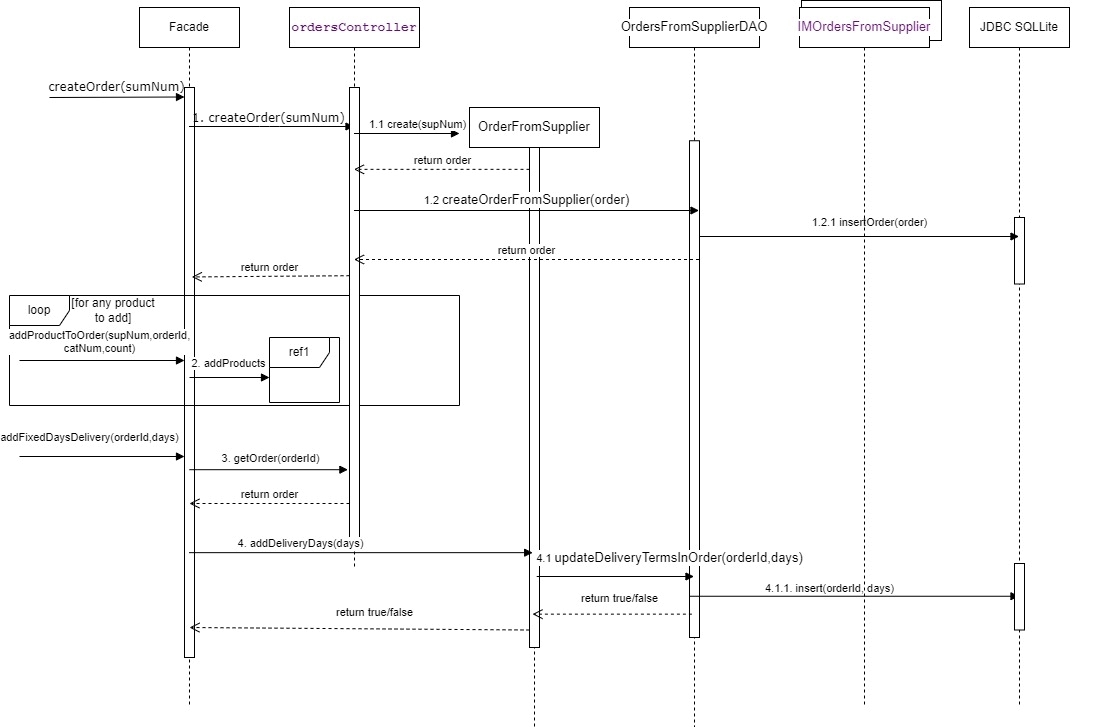 Facade
ordersController
OrdersFromSupplierDAO
IMOrdersFromSupplier
JDBC SQLLite
createOrder(sumNum)
1. createOrder(sumNum)
1.1 create(supNum)
OrderFromSupplier
return order
1.2 createOrderFromSupplier(order)
1.2.1 insertOrder(order)
return order
return order
loop
[for any product
to add]
addProductToOrder(supNum,orderId,
catNum,count)
ref1
2. addProducts
addFixedDaysDelivery(orderId,days)
3. getOrder(orderId)
return order
4. addDeliveryDays(days)
4.1 updateDeliveryTermsInOrder(orderId,days)
4.1.1. insert(orderId, days)
return true/false
return true/false